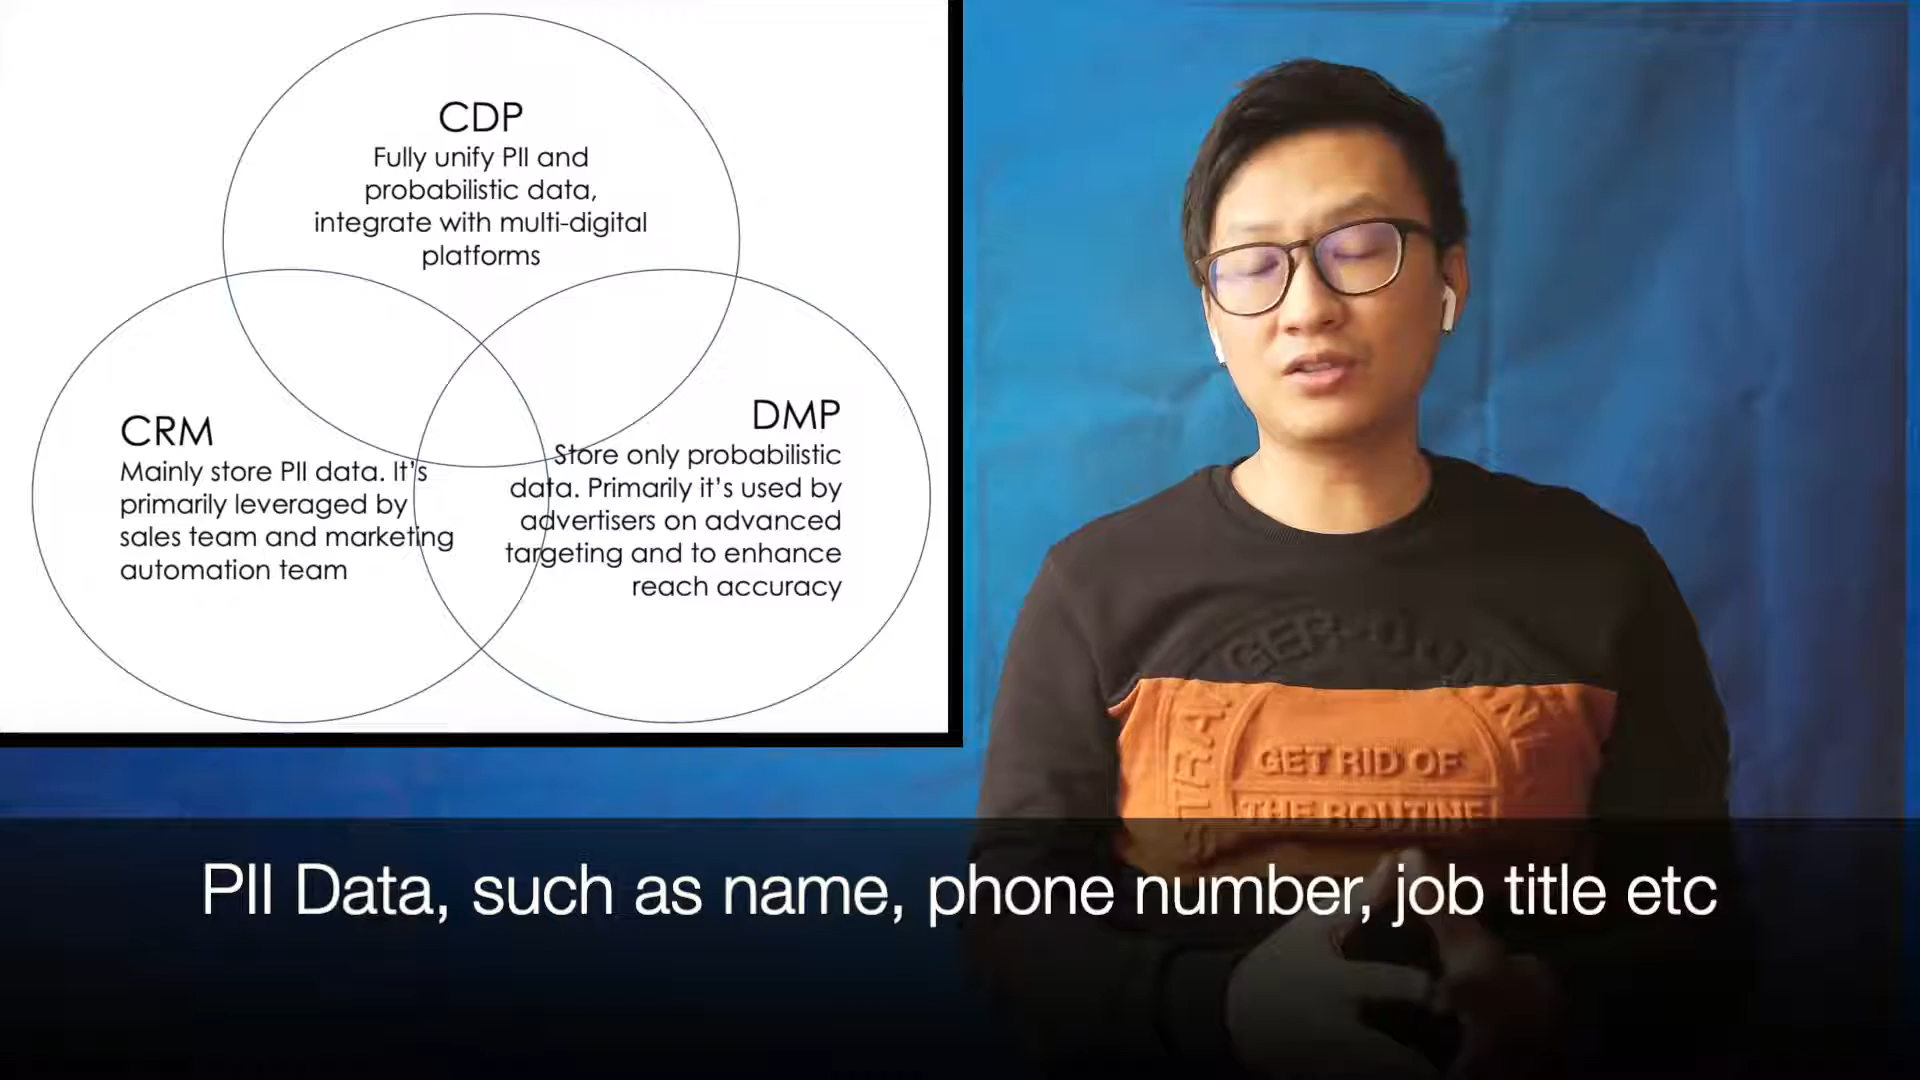 CDP
Fully unify PII and
probabilistic data,
integrate with multi-digital
platforms
CRM
Mainly store PII data. It's
primarily leveraged by
sales team and marketing
automation team
DMP
Store only probabilistic
data. Primarily it's used by
advertisers on advanced
targeting and to enhance
reach accuracy
GET RID OF
THE ROUTINE
PII Data, such as name, phone number, job title etc